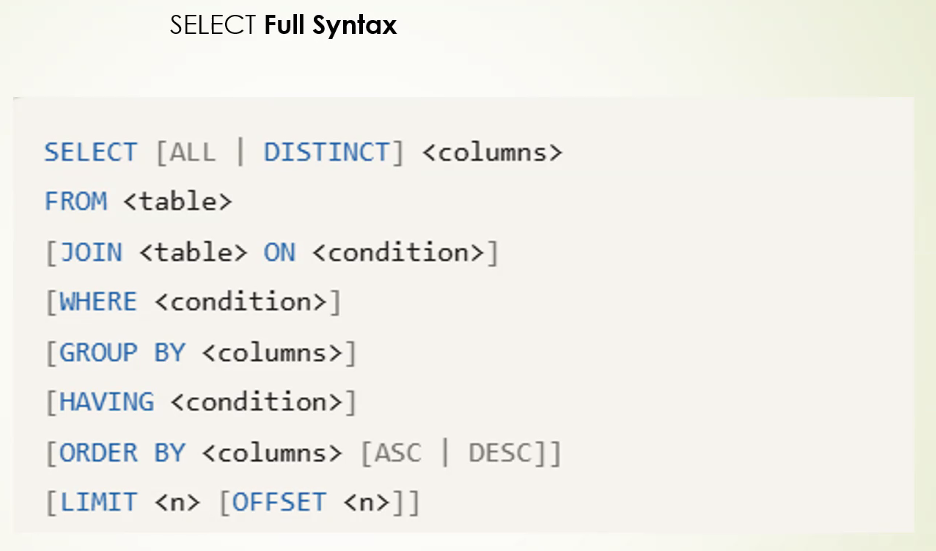 SELECT Full Syntax
SELECT [ALL | DISTINCT] <columns>
FROM <table>
[JOIN <table> ON <condition>]
[WHERE <condition>]
[GROUP BY <columns>]
[HAVING <condition>]
[ORDER BY <columns> [ASC | DESC]]
[LIMIT <n> [OFFSET <n>]]